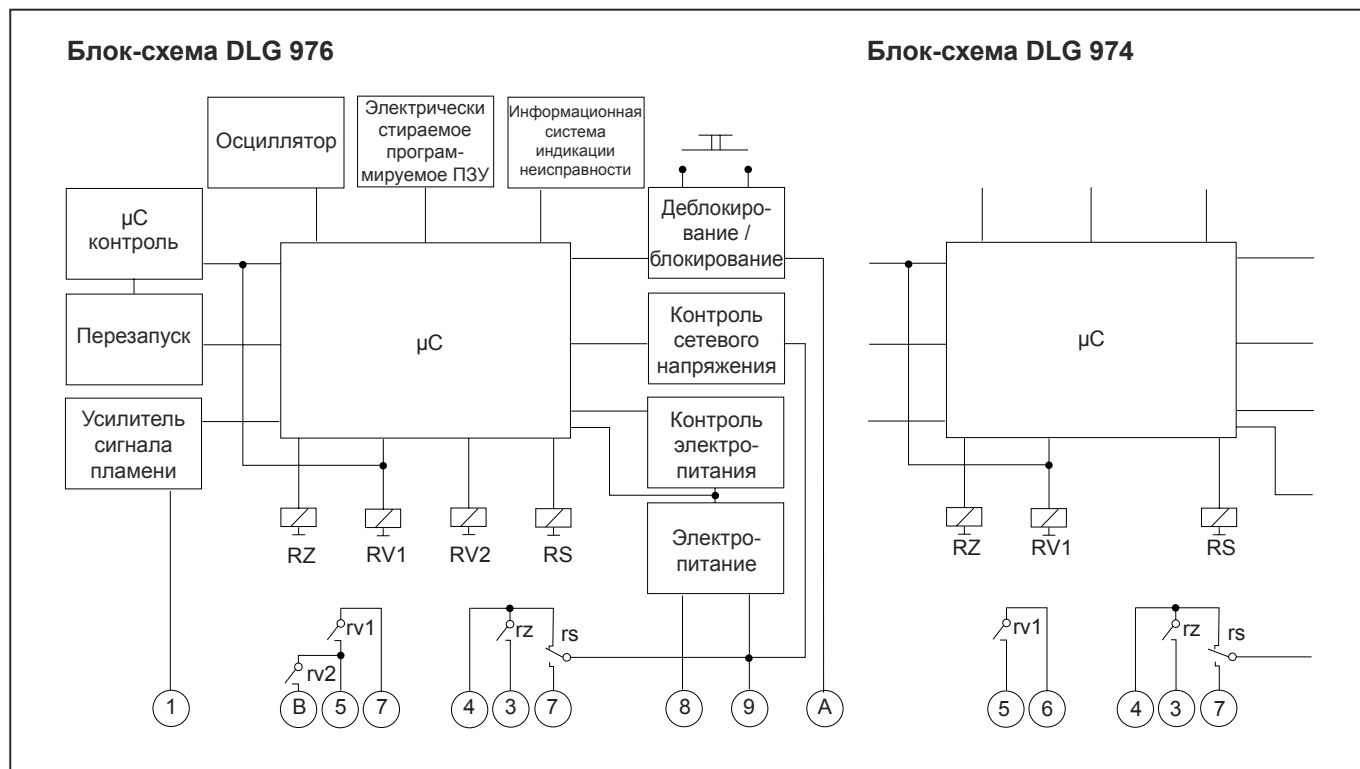 Блок-схема DLG 976
Блок-схема DLG 974
Осциллятор
Электрически
стираемое
програм-
мируемое ПЗУ
Информационная
система
индикации
неисправности
µC
контроль
Деблокиро-
вание /
блокирование
Перезапуск
µC
Контроль
сетевого
напряжения
µC
Усилитель
сигнала
пламени
Контроль
электро-
питания
Электро-
питание
RZ
RV1
RV2
RS
RZ
RV1
RS
rv1
rv2
rz
rs
rv1
rz
rs
1
B
5
7
4
3
7
8
9
A
5
6
4
3
7